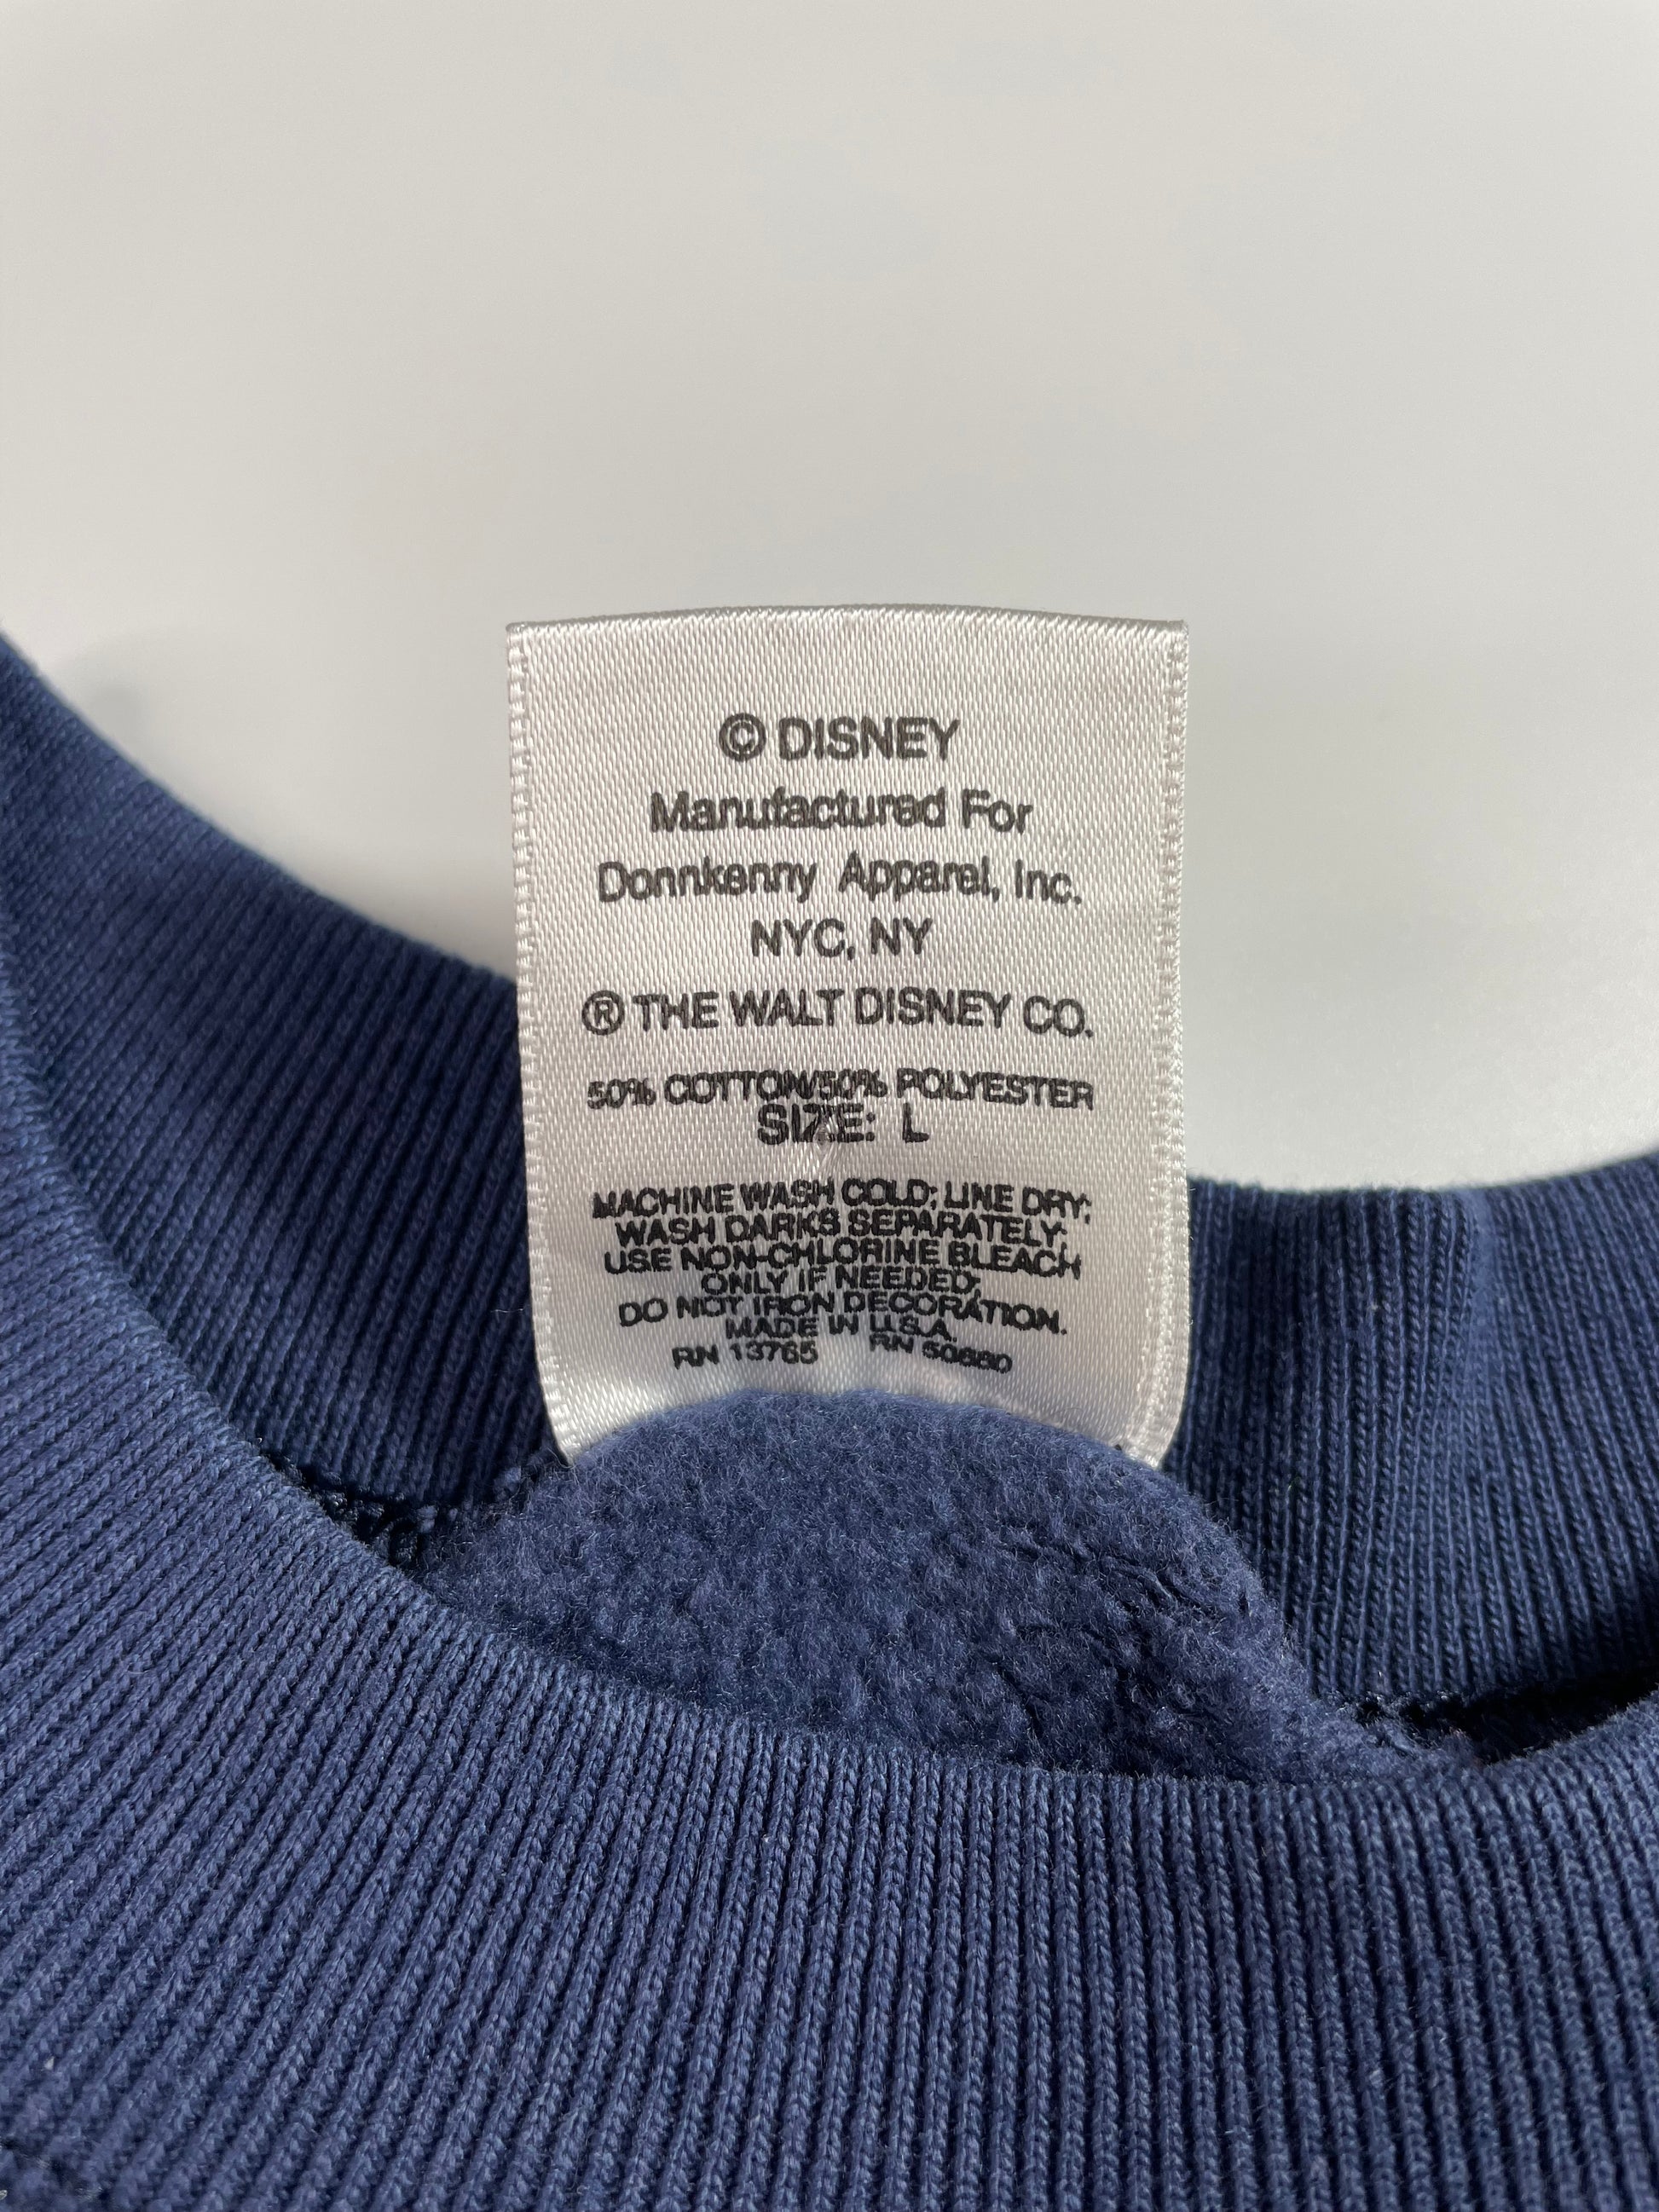 © DISNEY
Manufactured For
Donnkenny Apparel, Inc.
NYC, NY
® THE WALT DISNEY CO.
50% COTTON/50% POLYESTER
SIZE: L
MACHINE WASH COLD; LINE DRY;
WASH DARKS SEPARATELY;
USE NON-CHLORINE BLEACH
ONLY IF NEEDED;
DO NOT IRON DECORATION.
MADE IN U.S.A.
RN 13765 RN